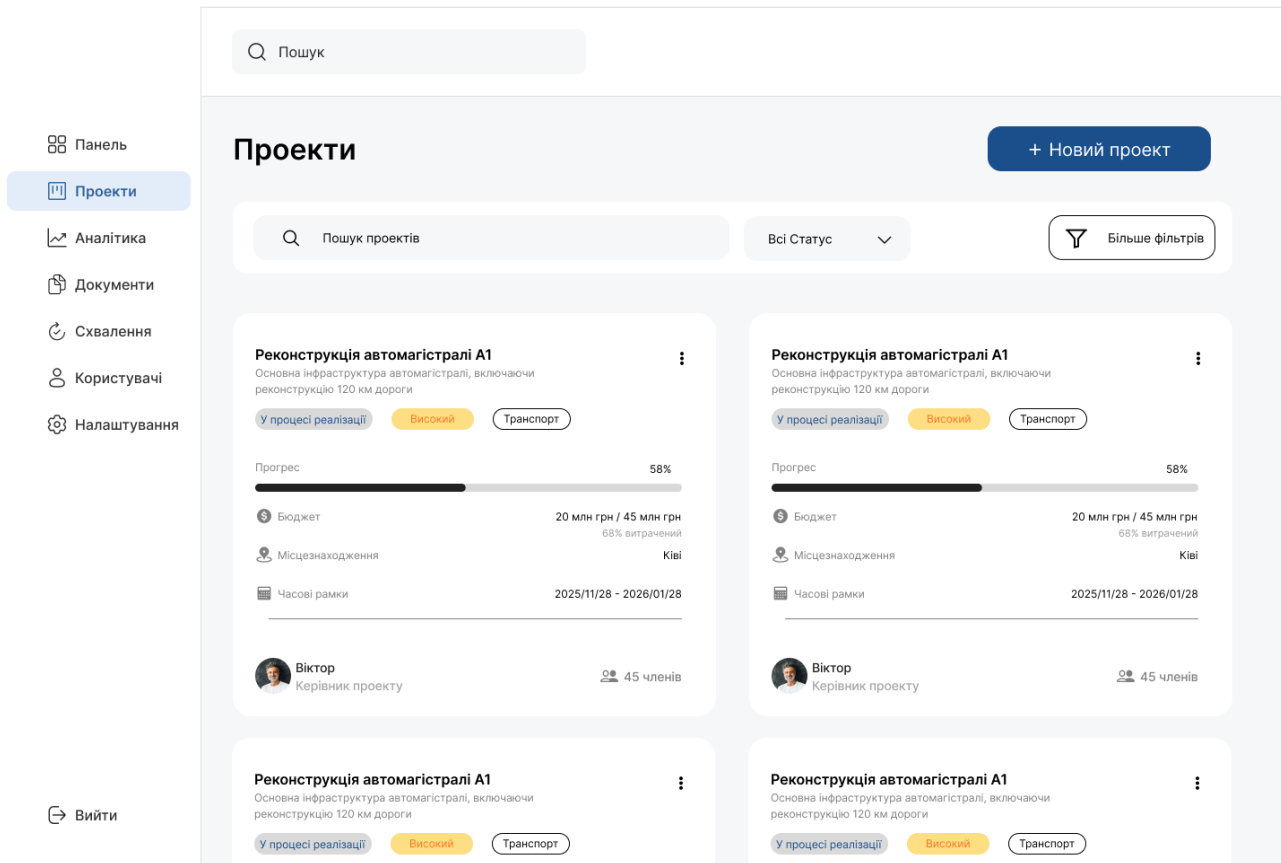 Пошук
Панель
Проекти
Аналітика
Документи
Схвалення
Користувачі
Налаштування
Вийти
Проекти
+ Новий проект
Пошук проектів
Всі Статус
Більше фільтрів
Реконструкція автомагістралі А1
Основна інфраструктура автомагістралі, включаючи
реконструкцію 120 км дороги
У процесі реалізації
Високий
Транспорт
Прогрес
58%
Бюджет
20 млн грн / 45 млн грн
68% витрачений
Місцезнаходження
Ківі
Часові рамки
2025/11/28 - 2026/01/28
Віктор
Керівник проекту
45 членів
Реконструкція автомагістралі А1
Основна інфраструктура автомагістралі, включаючи
реконструкцію 120 км дороги
У процесі реалізації
Високий
Транспорт
Прогрес
58%
Бюджет
20 млн грн / 45 млн грн
68% витрачений
Місцезнаходження
Ківі
Часові рамки
2025/11/28 - 2026/01/28
Віктор
Керівник проекту
45 членів
Реконструкція автомагістралі А1
Основна інфраструктура автомагістралі, включаючи
реконструкцію 120 км дороги
У процесі реалізації
Високий
Транспорт
Реконструкція автомагістралі А1
Основна інфраструктура автомагістралі, включаючи
реконструкцію 120 км дороги
У процесі реалізації
Високий
Транспорт